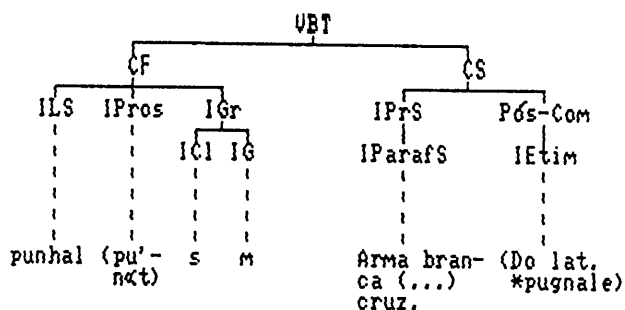 VBT
CF CS
ILS IPros IGr IPrS Pós-Com
ICl IG IParafS IEtim
punhal (pu'- s m Arma bran- (Do lat.
nɑt) ca (...) *pugnale)
cruz.